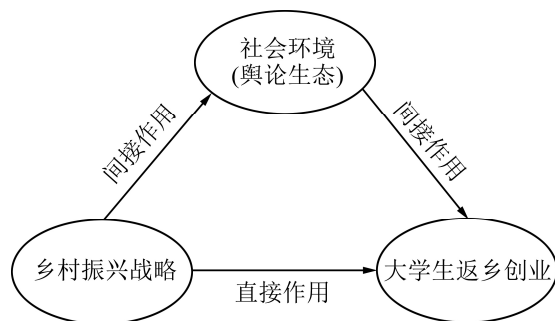 社会环境
(舆论生态)
间接作用
间接作用
乡村振兴战略
大学生返乡创业
直接作用